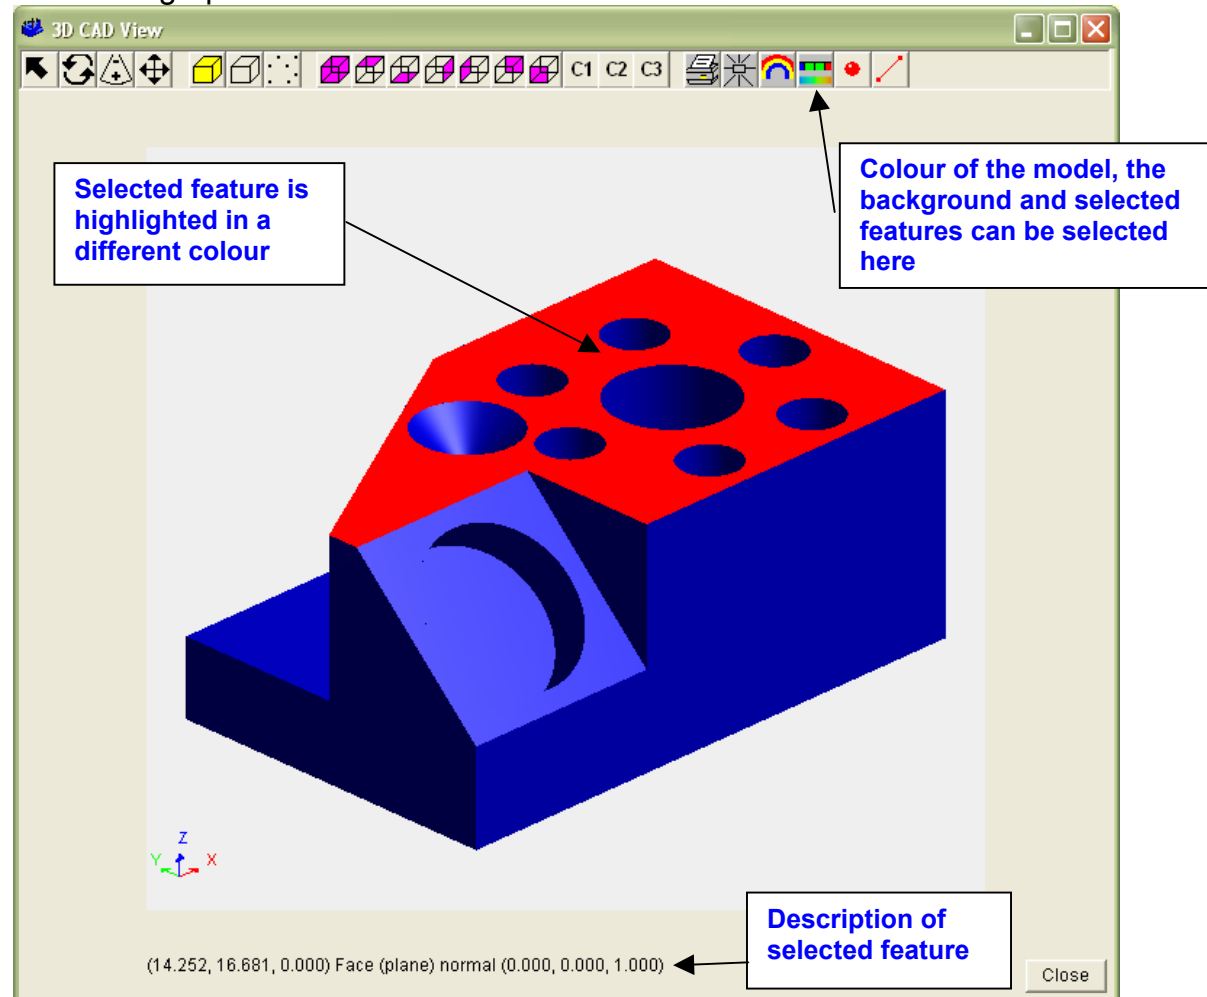 3D CAD View
C1 C2 C3
Selected feature is
highlighted in a
different colour
Colour of the model, the
background and selected
features can be selected
here
Z
Y X
Description of
selected feature
(14.252, 16.681, 0.000) Face (plane) normal (0.000, 0.000, 1.000)
Close